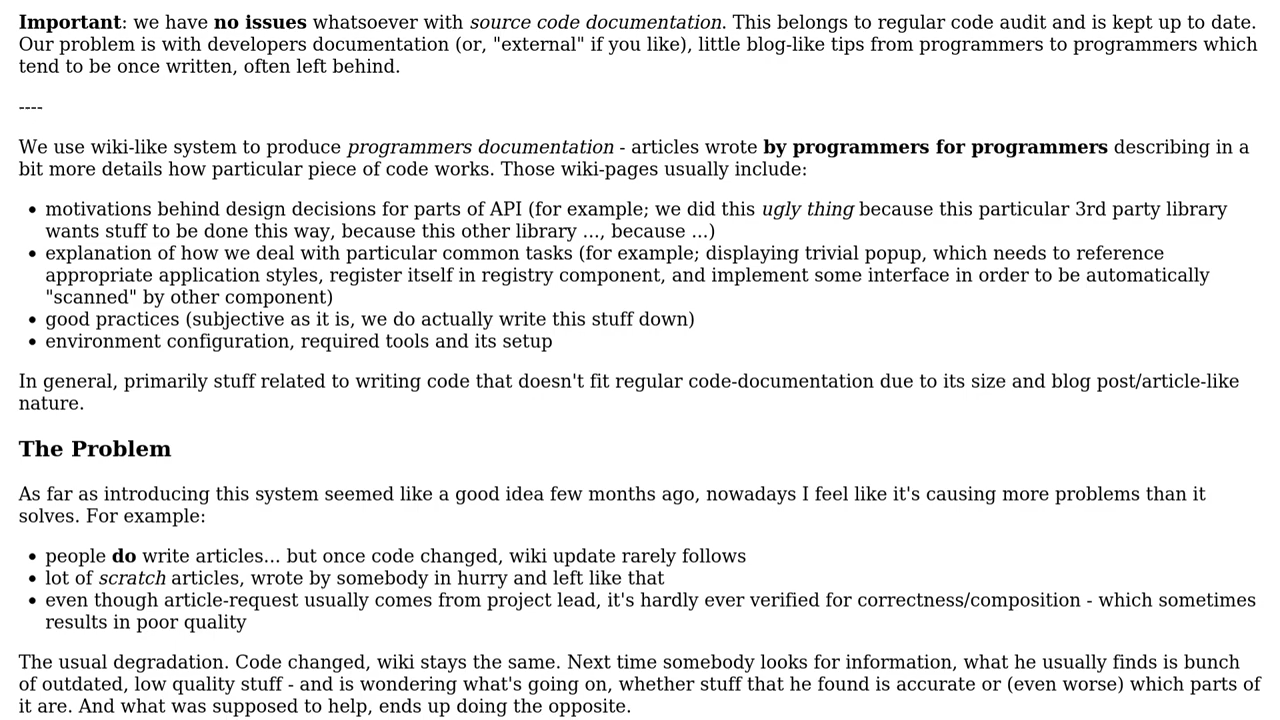 Important: we have no issues whatsoever with source code documentation. This belongs to regular code audit and is kept up to date.
Our problem is with developers documentation (or, "external" if you like), little blog-like tips from programmers to programmers which
tend to be once written, often left behind.
----
We use wiki-like system to produce programmers documentation - articles wrote by programmers for programmers describing in a
bit more details how particular piece of code works. Those wiki-pages usually include:
• motivations behind design decisions for parts of API (for example; we did this ugly thing because this particular 3rd party library
wants stuff to be done this way, because this other library ..., because ...)
• explanation of how we deal with particular common tasks (for example; displaying trivial popup, which needs to reference
appropriate application styles, register itself in registry component, and implement some interface in order to be automatically
"scanned" by other component)
• good practices (subjective as it is, we do actually write this stuff down)
• environment configuration, required tools and its setup
In general, primarily stuff related to writing code that doesn't fit regular code-documentation due to its size and blog post/article-like
nature.
The Problem
As far as introducing this system seemed like a good idea few months ago, nowadays I feel like it's causing more problems than it
solves. For example:
• people do write articles... but once code changed, wiki update rarely follows
• lot of scratch articles, wrote by somebody in hurry and left like that
• even though article-request usually comes from project lead, it's hardly ever verified for correctness/composition - which sometimes
results in poor quality
The usual degradation. Code changed, wiki stays the same. Next time somebody looks for information, what he usually finds is bunch
of outdated, low quality stuff - and is wondering what's going on, whether stuff that he found is accurate or (even worse) which parts of
it are. And what was supposed to help, ends up doing the opposite.